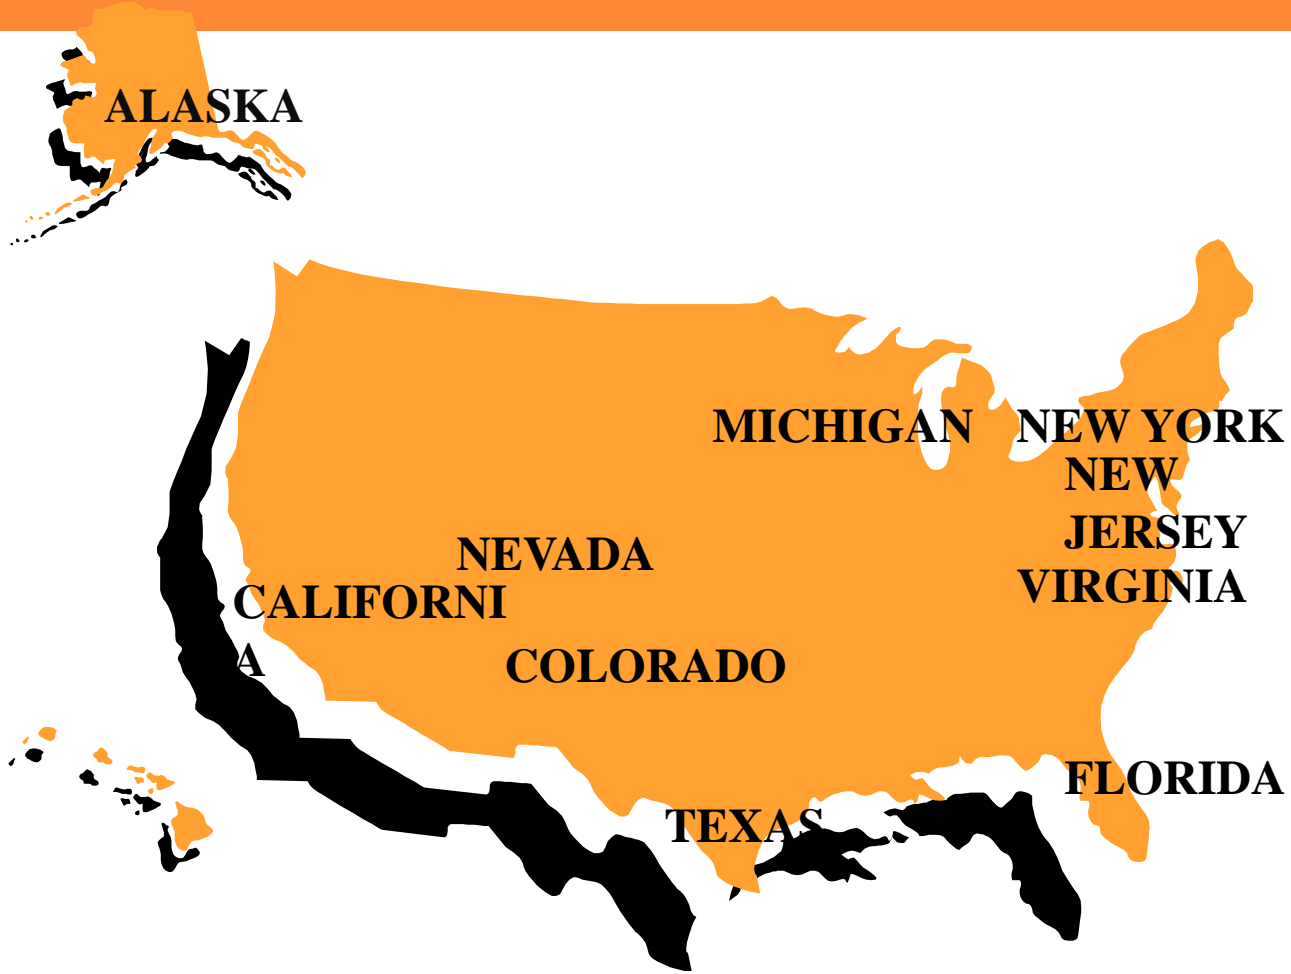 ALASKA
MICHIGAN
NEW YORK
NEW
JERSEY
NEVADA
VIRGINIA
CALIFORNI
A
COLORADO
FLORIDA
TEXAS